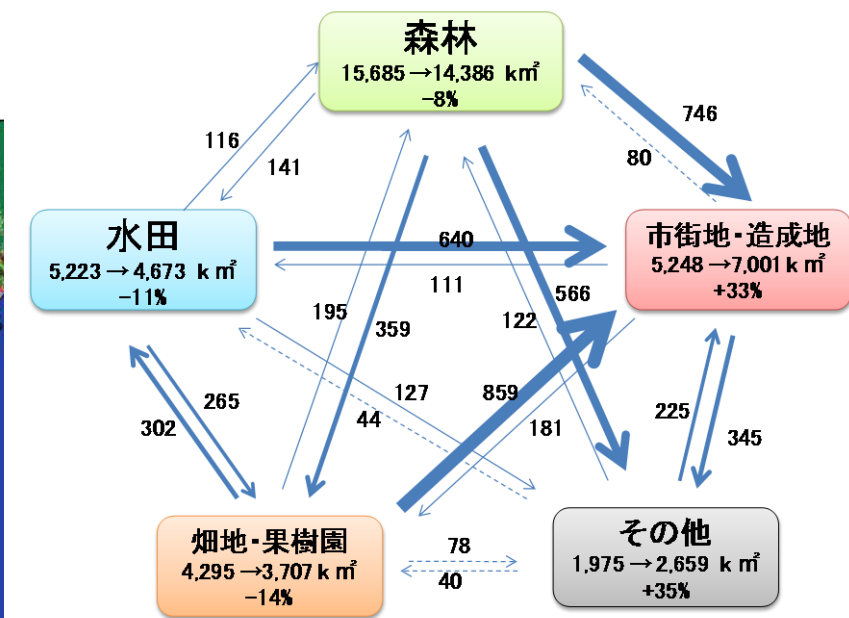 森林
15,685→14,386 k㎡
-8%
746
116
80
141
水田
5,223→4,673 k㎡
-11%
640
市街地・造成地
5,248→7,001k㎡
+33%
111
566
195
359
122
127
859
265
302
44
181
225
345
畑地・果樹園
4,295→3,707k㎡
-14%
78
40
その他
1,975→2,659 k㎡
+35%